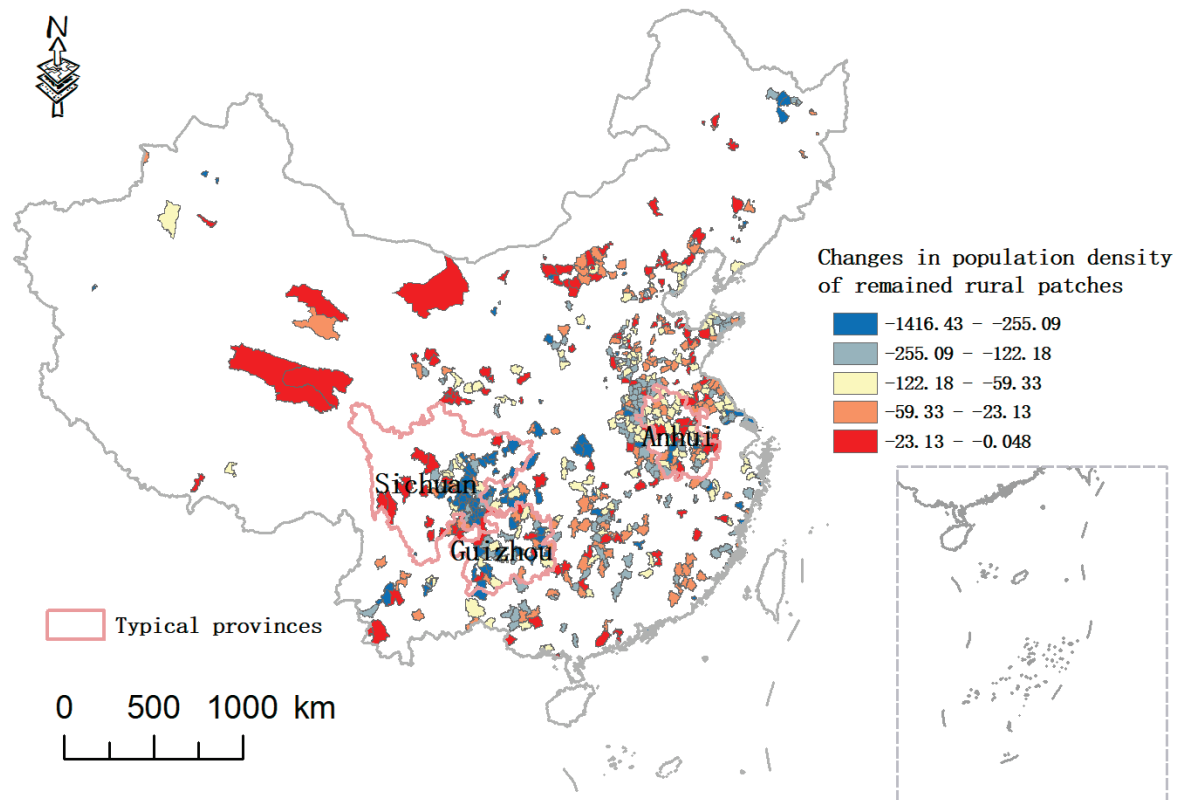 N
Changes in population density
of remained rural patches
-1416.43 - -255.09
-255.09 - -122.18
-122.18 - -59.33
-59.33 - -23.13
-23.13 - -0.048
Anhui
Sichuan
Guizhou
Typical provinces
0 500 1000 km